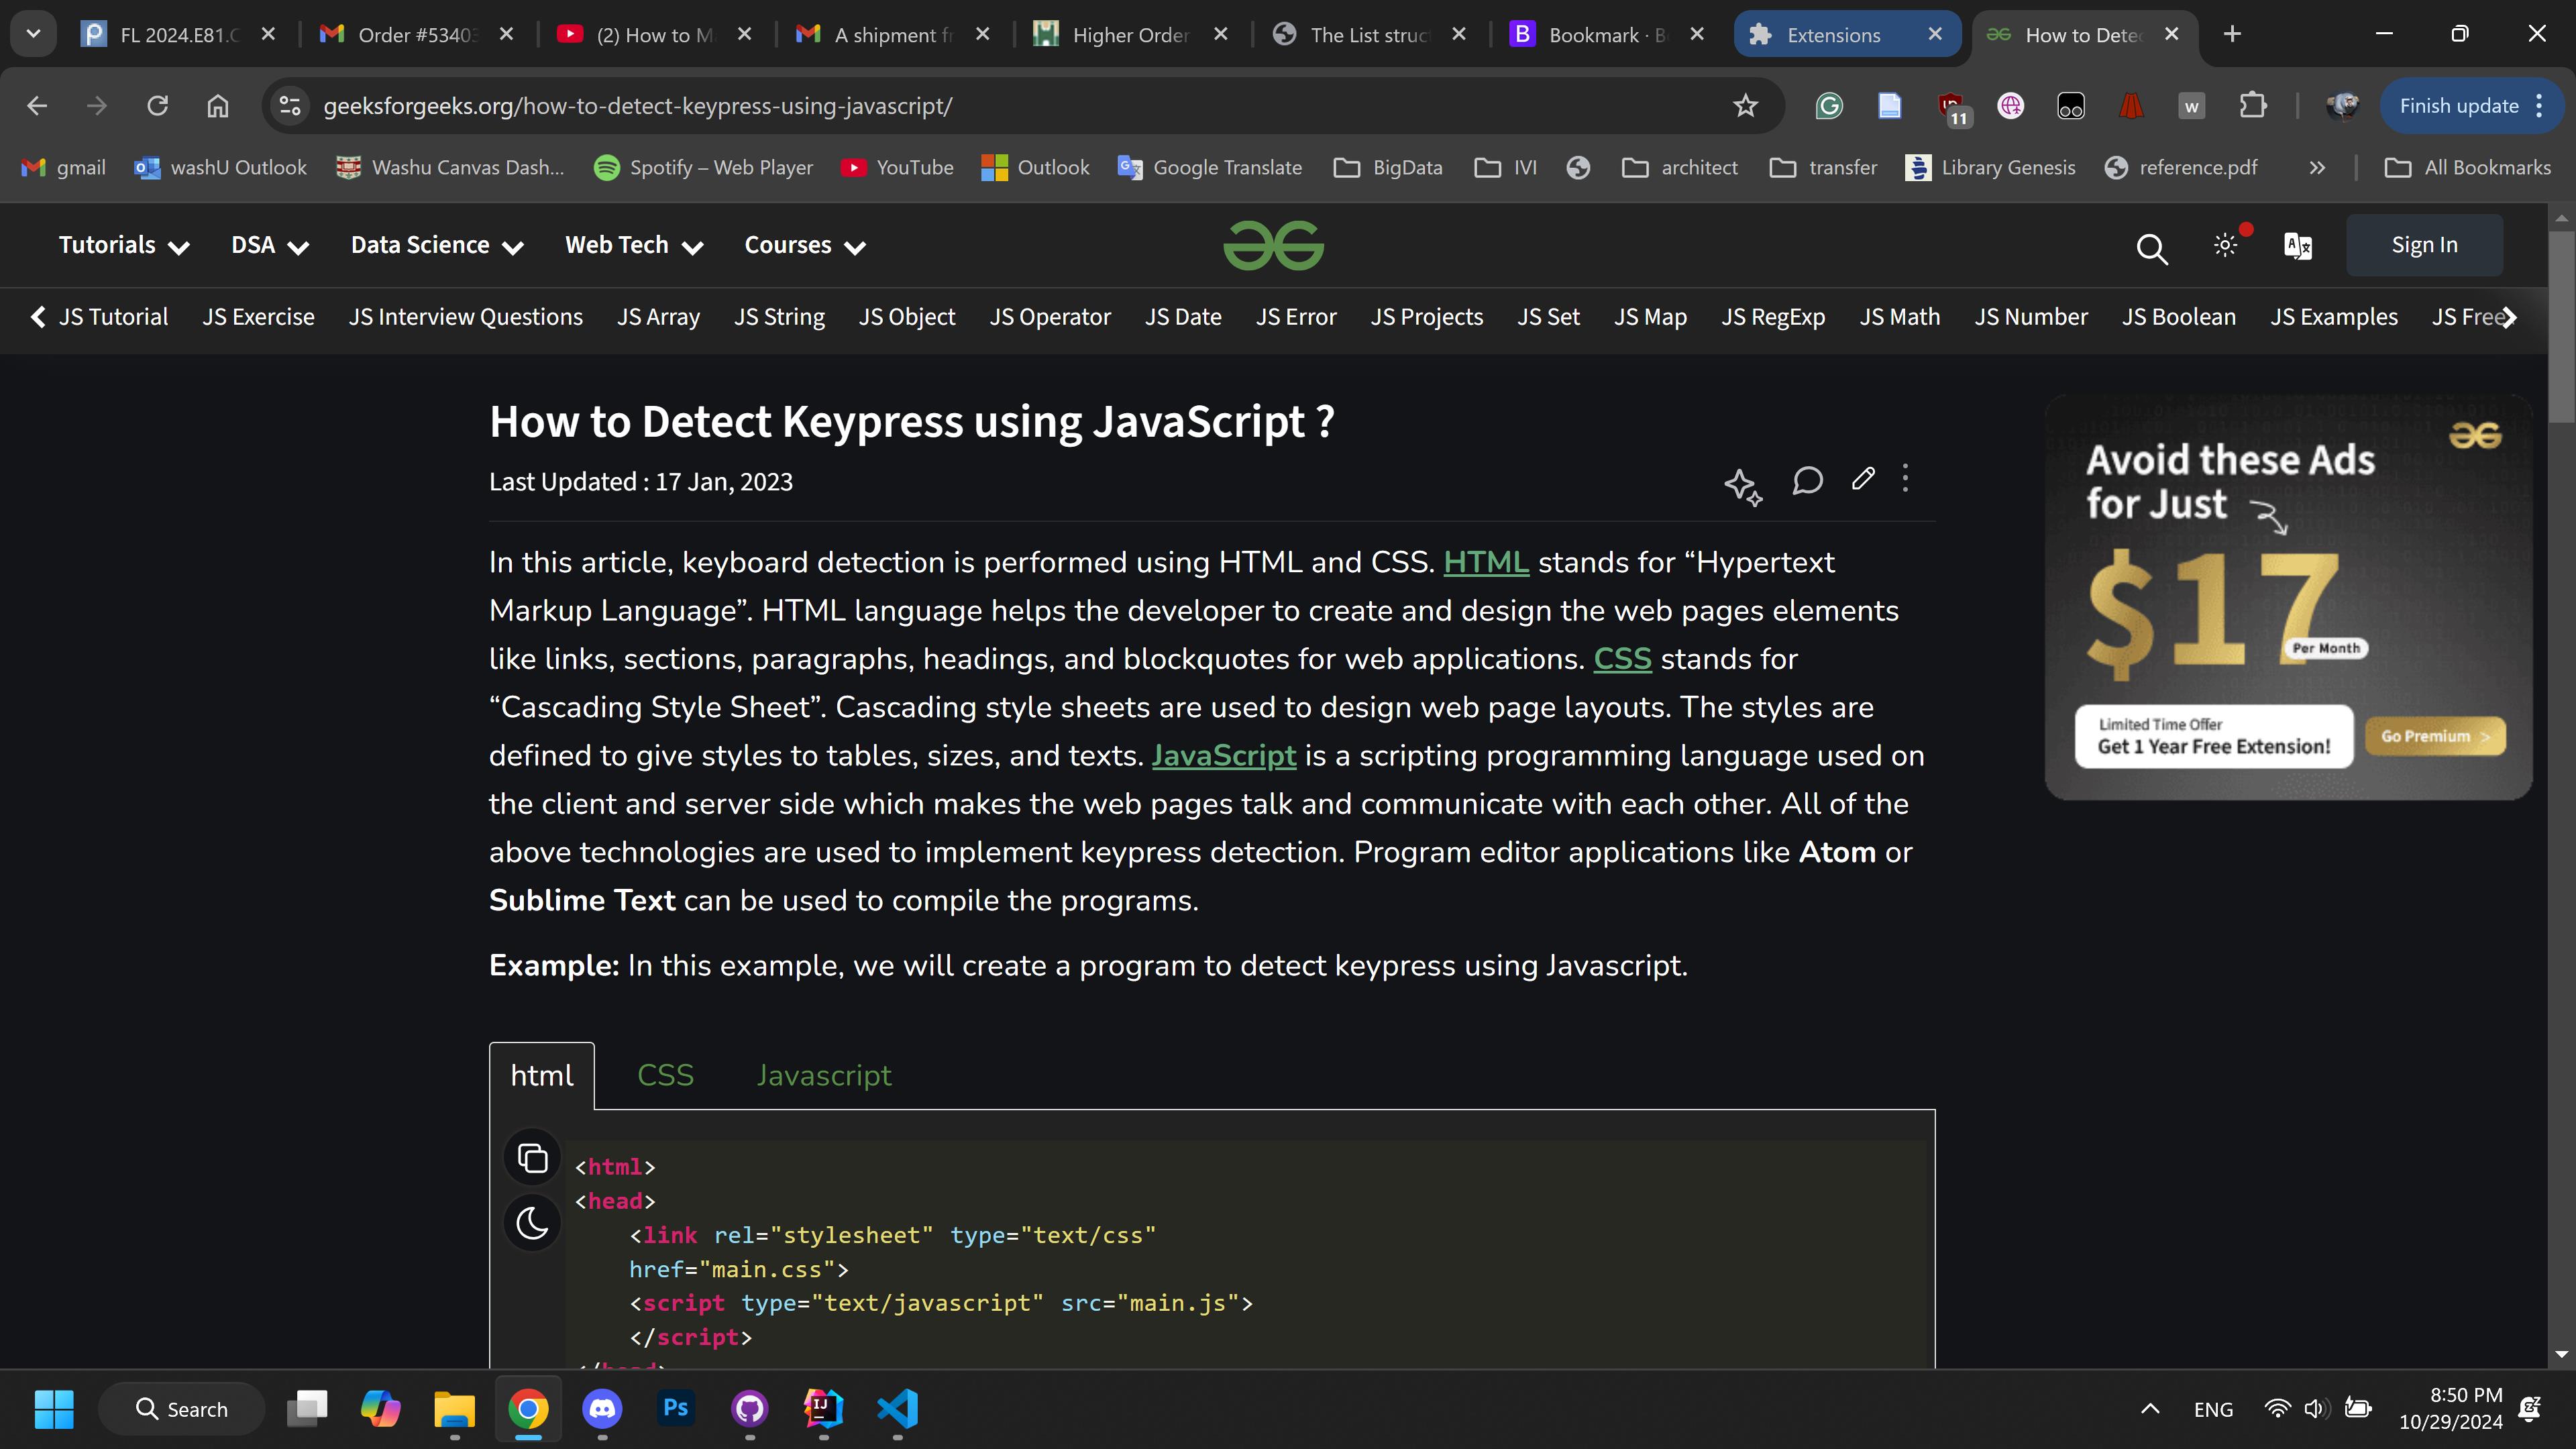 FL 2024.E81.C
Order #5340
(2) How to M
A shipment fr
Higher Order
The List struc
Bookmark · B
Extensions
How to Dete
geeksforgeeks.org/how-to-detect-keypress-using-javascript/
11
w
Finish update
gmail
washU Outlook
Washu Canvas Dash...
Spotify – Web Player
YouTube
Outlook
Google Translate
BigData
IVI
architect
transfer
Library Genesis
reference.pdf
All Bookmarks
Tutorials
DSA
Data Science
Web Tech
Courses
Sign In
JS Tutorial
JS Exercise
JS Interview Questions
JS Array
JS String
JS Object
JS Operator
JS Date
JS Error
JS Projects
JS Set
JS Map
JS RegExp
JS Math
JS Number
JS Boolean
JS Examples
JS Free
How to Detect Keypress using JavaScript ?
Last Updated : 17 Jan, 2023
In this article, keyboard detection is performed using HTML and CSS. HTML stands for “Hypertext
Markup Language”. HTML language helps the developer to create and design the web pages elements
like links, sections, paragraphs, headings, and blockquotes for web applications. CSS stands for
“Cascading Style Sheet”. Cascading style sheets are used to design web page layouts. The styles are
defined to give styles to tables, sizes, and texts. JavaScript is a scripting programming language used on
the client and server side which makes the web pages talk and communicate with each other. All of the
above technologies are used to implement keypress detection. Program editor applications like Atom or
Sublime Text can be used to compile the programs.
Example: In this example, we will create a program to detect keypress using Javascript.
Avoid these Ads
for Just
$17
Per Month
Limited Time Offer
Get 1 Year Free Extension!
Go Premium >
html
CSS
Javascript
<html>
<head>
<link rel="stylesheet" type="text/css"
href="main.css">
<script type="text/javascript" src="main.js">
</script>
</head>
Search
Ps
IJ
ENG
8:50 PM
10/29/2024